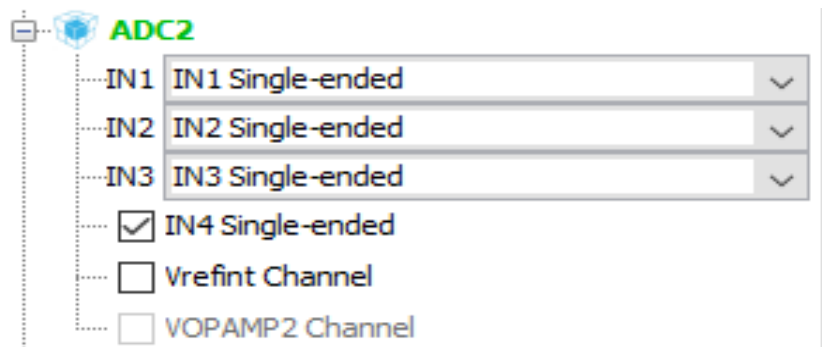 ADC2
IN1 IN1 Single-ended
IN2 IN2 Single-ended
IN3 IN3 Single-ended
IN4 Single-ended
Vrefint Channel
VOPAMP2 Channel